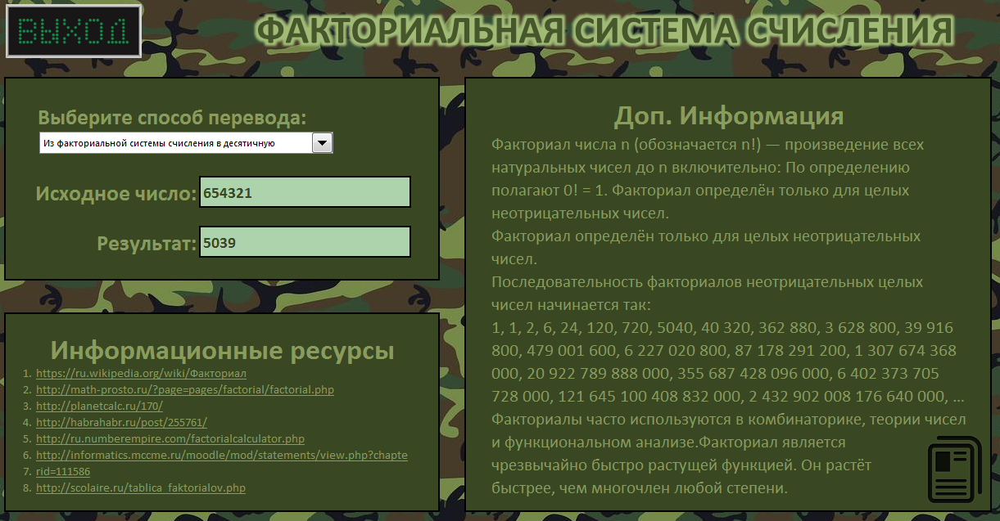 ВЫХОД
ФАКТОРИАЛЬНАЯ СИСТЕМА СЧИСЛЕНИЯ
Выберите способ перевода:
Из факториальной системы счисления в десятичную
Исходное число: 654321
Результат: 5039
Информационные ресурсы
1. https://ru.wikipedia.org/wiki/Факториал
2. http://math-prosto.ru/?page=pages/factorial/factorial.php
3. http://planetcalc.ru/170/
4. http://habrahabr.ru/post/255761/
5. http://ru.numberempire.com/factorialcalculator.php
6. http://informatics.mccme.ru/moodle/mod/statements/view.php?chapte
7. rid=111586
8. http://scolaire.ru/tablica_faktorialov.php
Доп. Информация
Факториал числа n (обозначается n!) — произведение всех
натуральных чисел до n включительно: По определению
полагают 0! = 1. Факториал определён только для целых
неотрицательных чисел.
Факториал определён только для целых неотрицательных
чисел.
Последовательность факториалов неотрицательных целых
чисел начинается так:
1, 1, 2, 6, 24, 120, 720, 5040, 40 320, 362 880, 3 628 800, 39 916
800, 479 001 600, 6 227 020 800, 87 178 291 200, 1 307 674 368
000, 20 922 789 888 000, 355 687 428 096 000, 6 402 373 705
728 000, 121 645 100 408 832 000, 2 432 902 008 176 640 000, …
Факториалы часто используются в комбинаторике, теории чисел
и функциональном анализе.Факториал является
чрезвычайно быстро растущей функцией. Он растёт
быстрее, чем многочлен любой степени.